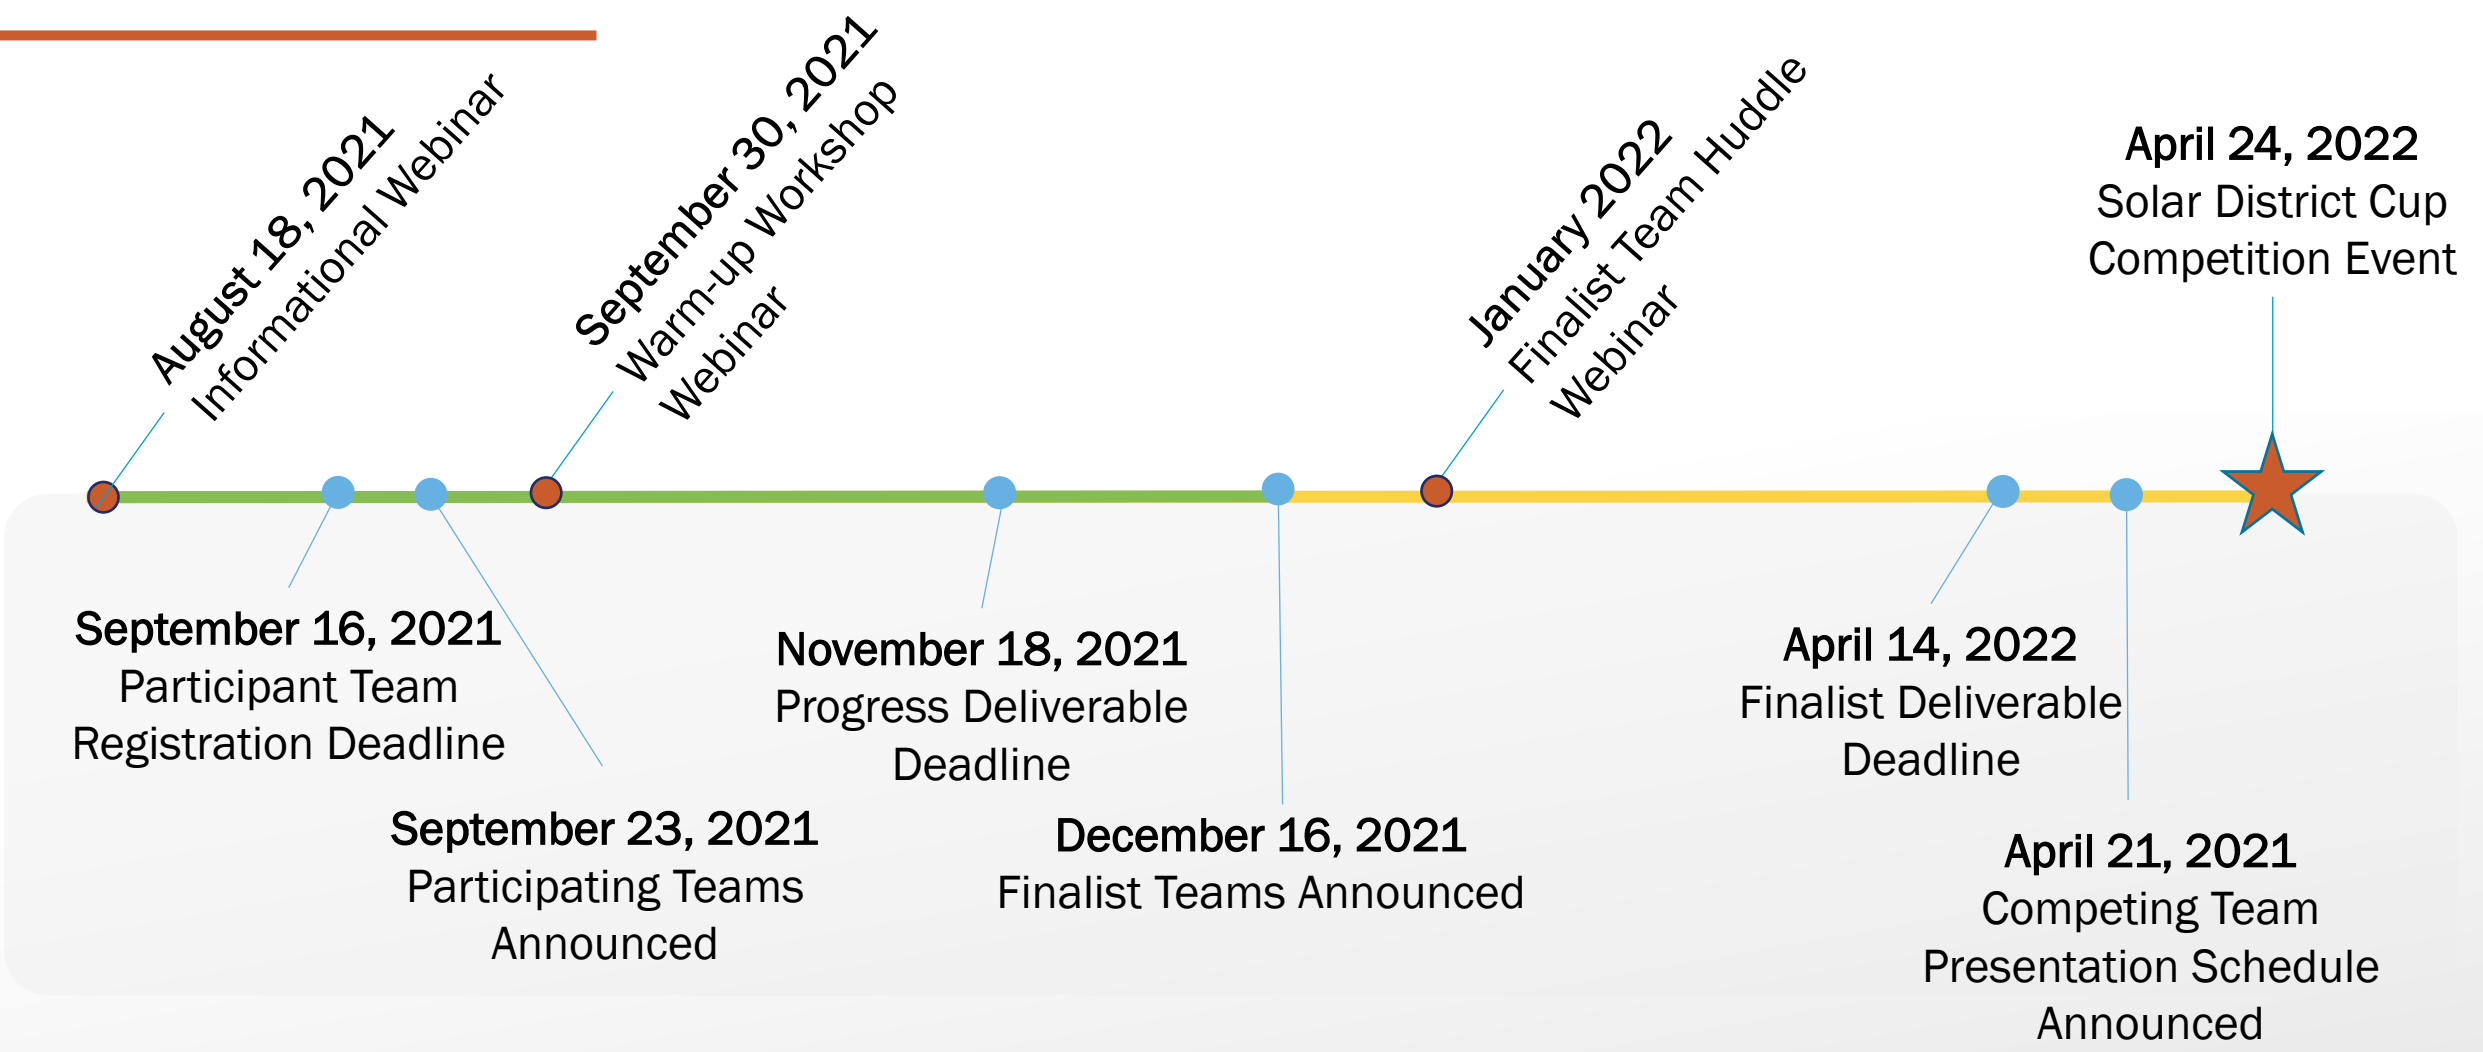 August 18, 2021
Informational Webinar
September 30, 2021
Warm-up Workshop
Webinar
January 2022
Finalist Team Huddle
Webinar
April 24, 2022
Solar District Cup
Competition Event
September 16, 2021
Participant Team
Registration Deadline
September 23, 2021
Participating Teams
Announced
November 18, 2021
Progress Deliverable
Deadline
December 16, 2021
Finalist Teams Announced
April 14, 2022
Finalist Deliverable
Deadline
April 21, 2021
Competing Team
Presentation Schedule
Announced